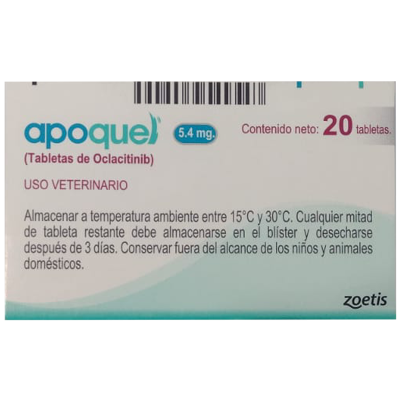 apoquel 5.4 mg. Contenido neto: 20 tabletas.
(Tabletas de Oclacitinib)
USO VETERINARIO
Almacenar a temperatura ambiente entre 15°C y 30°C. Cualquier mitad
de tableta restante debe almacenarse en el blíster y desecharse
después de 3 días. Conservar fuera del alcance de los niños y animales
domésticos.
zoetis